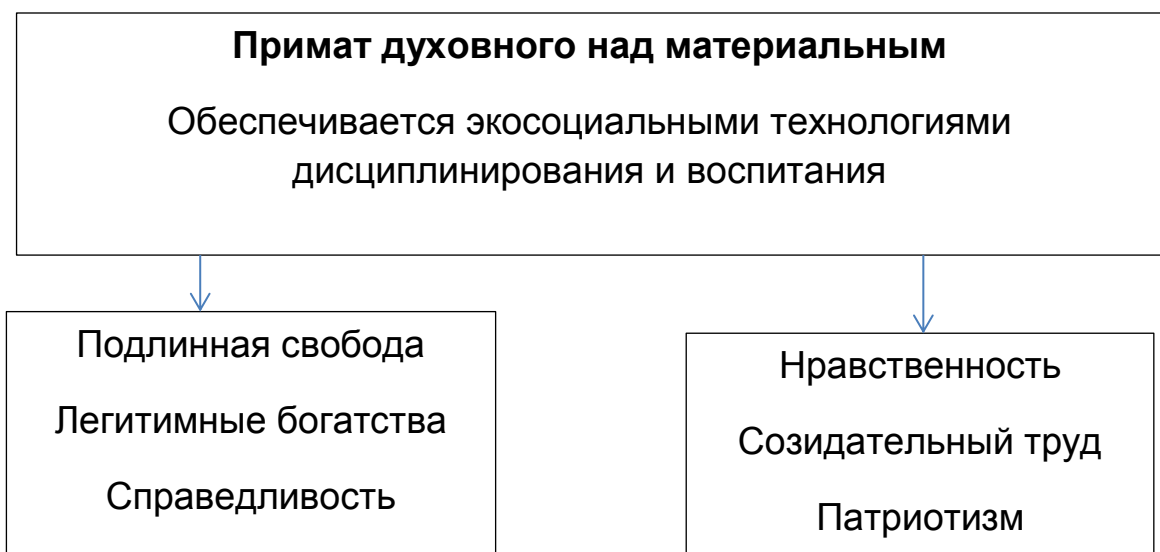 Примат духовного над материальным
Обеспечивается экосоциальными технологиями
дисциплинирования и воспитания
Подлинная свобода
Легитимные богатства
Справедливость
Нравственность
Созидательный труд
Патриотизм